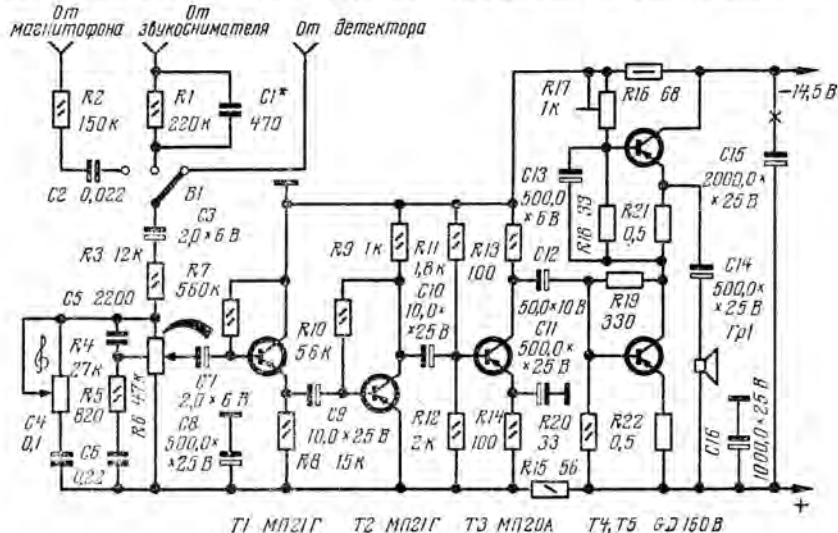 От магнитофона
От звукоснимателя
От детектора
R2
150к
R1
220к
C1*
470
C2 0,022
B1
C3
2,0×6 В
R3 12к
C5 2200
R7
560к
R4
27к
R5
820
C4
0,1
C6
0,22
R6 47к
C7
2,0×6 В
C8
500,0×
×25 В
R8 15к
R10
56к
C9
10,0×25 В
R9 1к
R11
1,8к
C10
10,0×
×25 В
R13
100
R12
2к
C12
50,0×10 В
C11
500,0×
×25 В
R14
100
R15 56
R20
33
C13
500,0×
×6 В
R17
1к
R16 68
R18 33
R21
0,5
R19
330
R22
0,5
–14,5 В
C15
2000,0×
×25 В
C14
500,0×
×25 В
Гр1
C16
1000,0×25 В
+
T1 МП21Г T2 МП21Г T3 МП20А T4, T5 GD150B